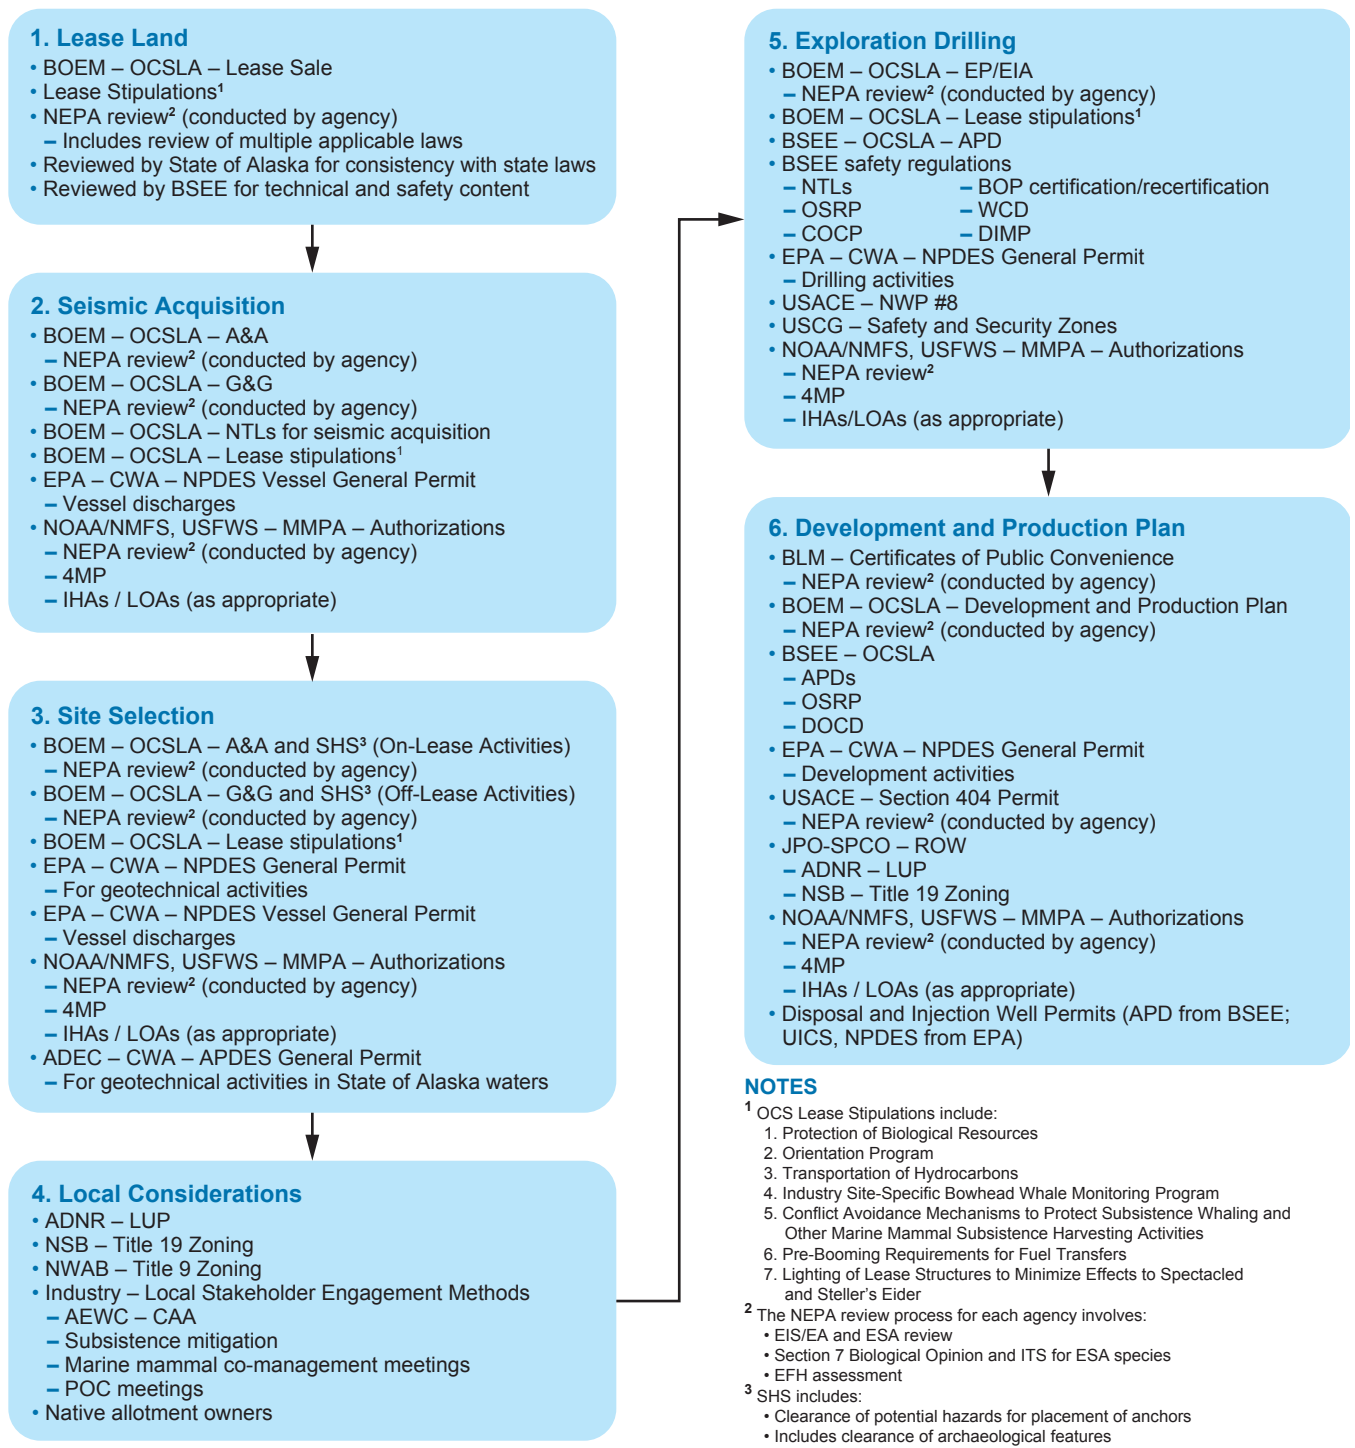 1. Lease Land
• BOEM – OCSLA – Lease Sale
• Lease Stipulations¹
• NEPA review² (conducted by agency)
– Includes review of multiple applicable laws
• Reviewed by State of Alaska for consistency with state laws
• Reviewed by BSEE for technical and safety content
2. Seismic Acquisition
• BOEM – OCSLA – A&A
– NEPA review² (conducted by agency)
• BOEM – OCSLA – G&G
– NEPA review² (conducted by agency)
• BOEM – OCSLA – NTLs for seismic acquisition
• BOEM – OCSLA – Lease stipulations¹
• EPA – CWA – NPDES Vessel General Permit
– Vessel discharges
• NOAA/NMFS, USFWS – MMPA – Authorizations
– NEPA review² (conducted by agency)
– 4MP
– IHAs / LOAs (as appropriate)
3. Site Selection
• BOEM – OCSLA – A&A and SHS³ (On-Lease Activities)
– NEPA review² (conducted by agency)
• BOEM – OCSLA – G&G and SHS³ (Off-Lease Activities)
– NEPA review² (conducted by agency)
• BOEM – OCSLA – Lease stipulations¹
• EPA – CWA – NPDES General Permit
– For geotechnical activities
• EPA – CWA – NPDES Vessel General Permit
– Vessel discharges
• NOAA/NMFS, USFWS – MMPA – Authorizations
– NEPA review² (conducted by agency)
– 4MP
– IHAs / LOAs (as appropriate)
• ADEC – CWA – APDES General Permit
– For geotechnical activities in State of Alaska waters
4. Local Considerations
• ADNR – LUP
• NSB – Title 19 Zoning
• NWAB – Title 9 Zoning
• Industry – Local Stakeholder Engagement Methods
– AEWC – CAA
– Subsistence mitigation
– Marine mammal co-management meetings
– POC meetings
• Native allotment owners
5. Exploration Drilling
• BOEM – OCSLA – EP/EIA
– NEPA review² (conducted by agency)
• BOEM – OCSLA – Lease stipulations¹
• BSEE – OCSLA – APD
• BSEE safety regulations
– NTLs – BOP certification/recertification
– OSRP – WCD
– COCP – DIMP
• EPA – CWA – NPDES General Permit
– Drilling activities
• USACE – NWP #8
• USCG – Safety and Security Zones
• NOAA/NMFS, USFWS – MMPA – Authorizations
– NEPA review²
– 4MP
– IHAs/LOAs (as appropriate)
6. Development and Production Plan
• BLM – Certificates of Public Convenience
– NEPA review² (conducted by agency)
• BOEM – OCSLA – Development and Production Plan
– NEPA review² (conducted by agency)
• BSEE – OCSLA
– APDs
– OSRP
– DOCD
• EPA – CWA – NPDES General Permit
– Development activities
• USACE – Section 404 Permit
– NEPA review² (conducted by agency)
• JPO-SPCO – ROW
– ADNR – LUP
– NSB – Title 19 Zoning
• NOAA/NMFS, USFWS – MMPA – Authorizations
– NEPA review² (conducted by agency)
– 4MP
– IHAs / LOAs (as appropriate)
• Disposal and Injection Well Permits (APD from BSEE;
UICS, NPDES from EPA)
NOTES
¹ OCS Lease Stipulations include:
1. Protection of Biological Resources
2. Orientation Program
3. Transportation of Hydrocarbons
4. Industry Site-Specific Bowhead Whale Monitoring Program
5. Conflict Avoidance Mechanisms to Protect Subsistence Whaling and
Other Marine Mammal Subsistence Harvesting Activities
6. Pre-Booming Requirements for Fuel Transfers
7. Lighting of Lease Structures to Minimize Effects to Spectacled
and Steller's Eider
² The NEPA review process for each agency involves:
• EIS/EA and ESA review
• Section 7 Biological Opinion and ITS for ESA species
• EFH assessment
³ SHS includes:
• Clearance of potential hazards for placement of anchors
• Includes clearance of archaeological features